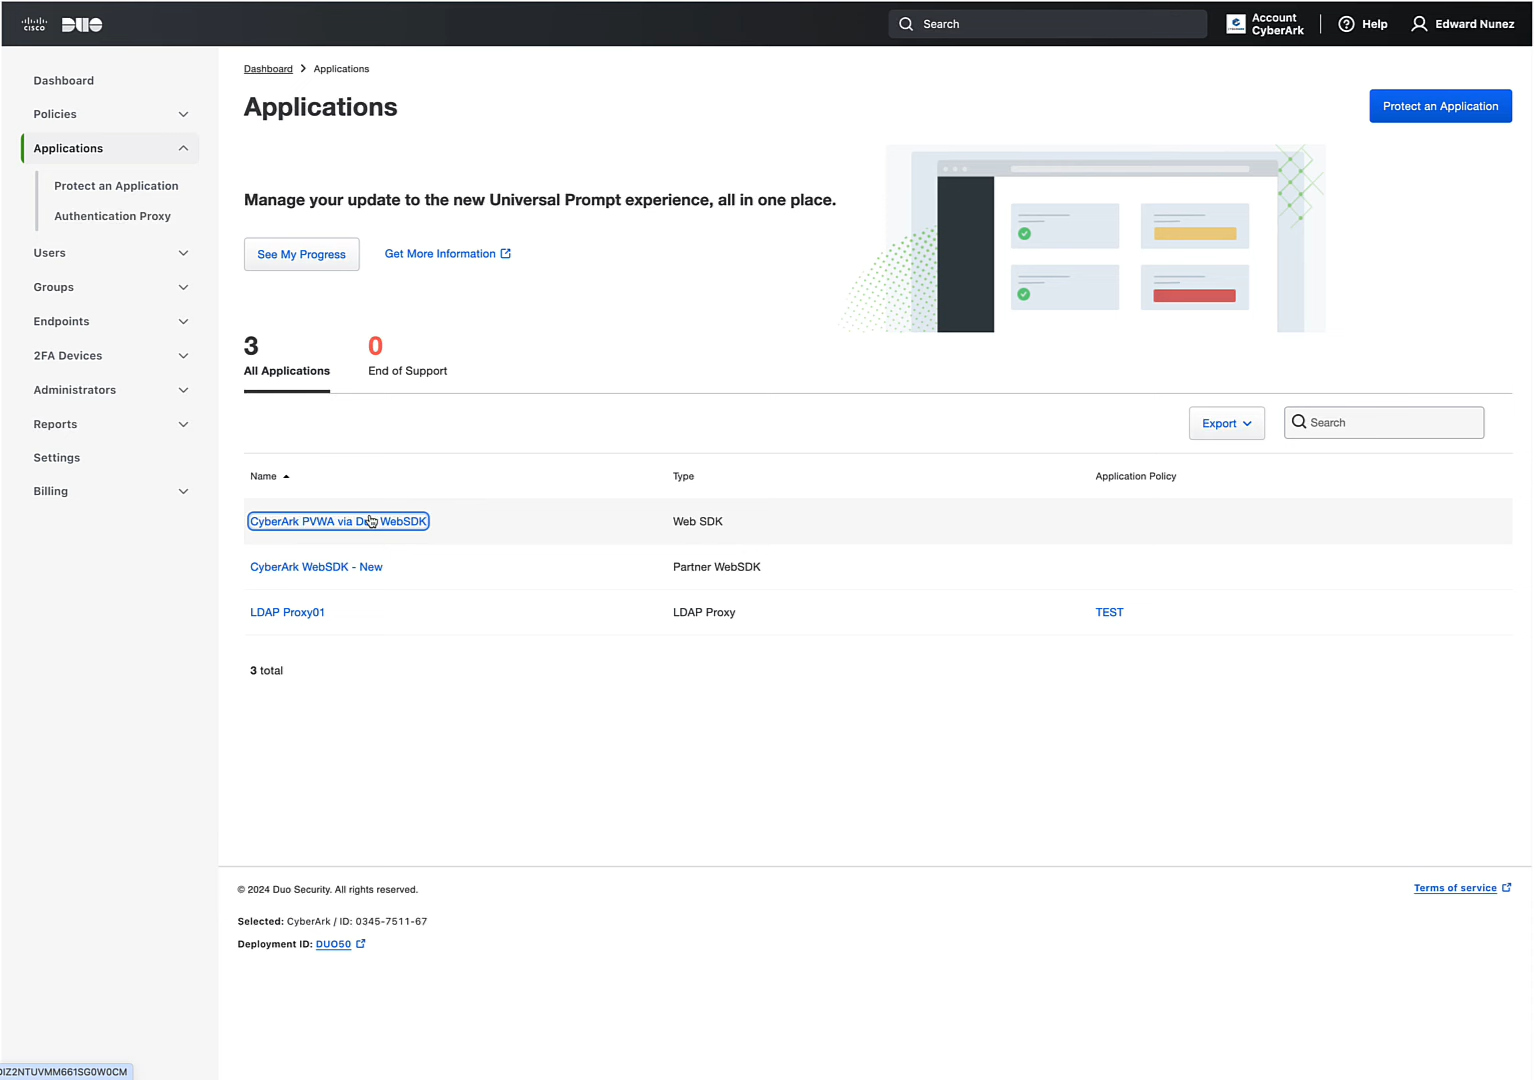 CISCO DUO
Search
Account CyberArk
Help
Edward Nunez
Dashboard
Policies
Applications
Protect an Application
Authentication Proxy
Users
Groups
Endpoints
2FA Devices
Administrators
Reports
Settings
Billing
Dashboard > Applications
Applications
Protect an Application
Manage your update to the new Universal Prompt experience, all in one place.
See My Progress
Get More Information
3 0
All Applications End of Support
Export
Search
Name Type Application Policy
CyberArk PVWA via WebSDK Web SDK
CyberArk WebSDK - New Partner WebSDK
LDAP Proxy01 LDAP Proxy TEST
3 total
© 2024 Duo Security. All rights reserved.
Terms of service
Selected: CyberArk / ID: 0345-7511-67
Deployment ID: DUO50